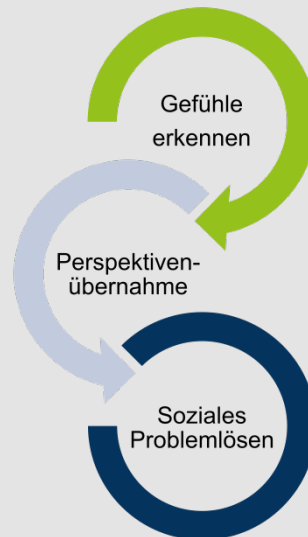 Gefühle
erkennen
Perspektiven-
übernahme
Soziales
Problemlösen